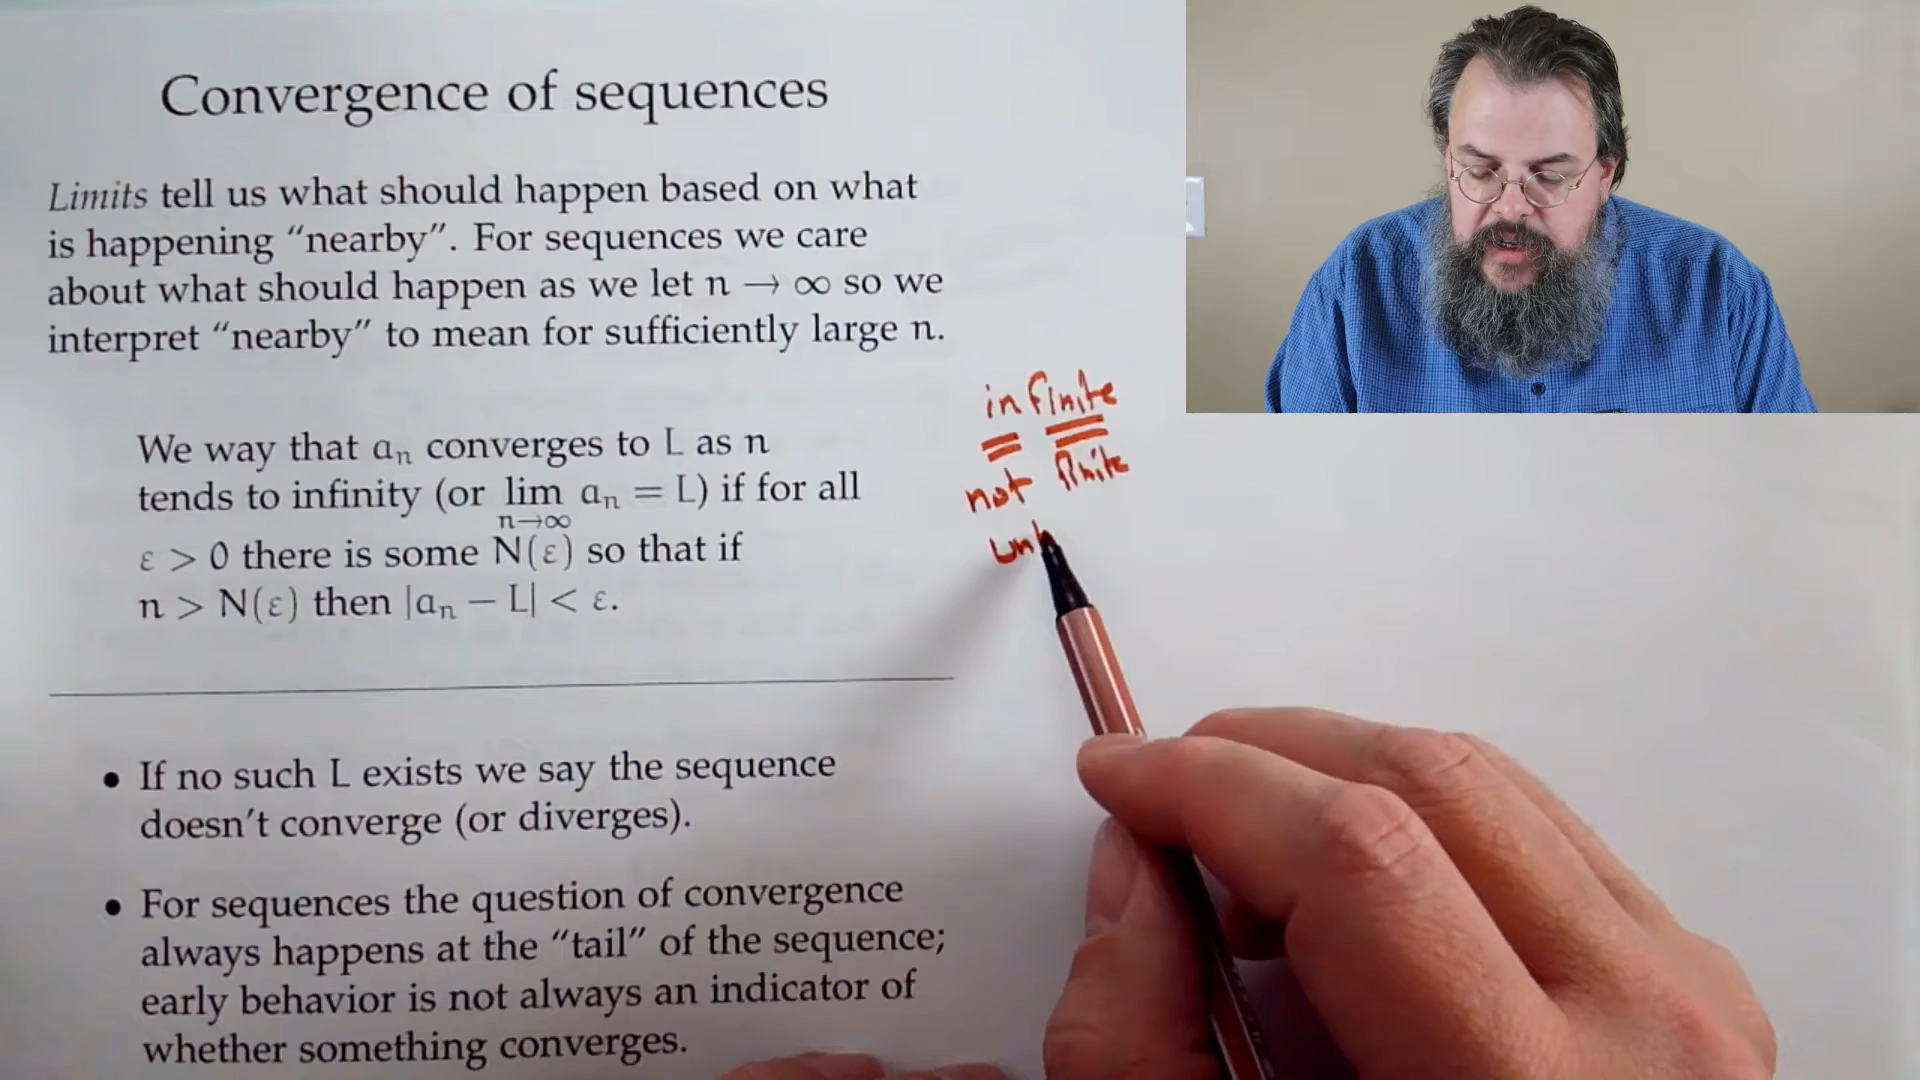 Convergence of sequences
Limits tell us what should happen based on what
is happening “nearby”. For sequences we care
about what should happen as we let n → ∞ so we
interpret “nearby” to mean for sufficiently large n.
We way that aₙ converges to L as n
tends to infinity (or lim aₙ = L) if for all
n→∞
ε > 0 there is some N(ε) so that if
n > N(ε) then |aₙ − L| < ε.
• If no such L exists we say the sequence
doesn't converge (or diverges).
• For sequences the question of convergence
always happens at the “tail” of the sequence;
early behavior is not always an indicator of
whether something converges.
infinite
not finite